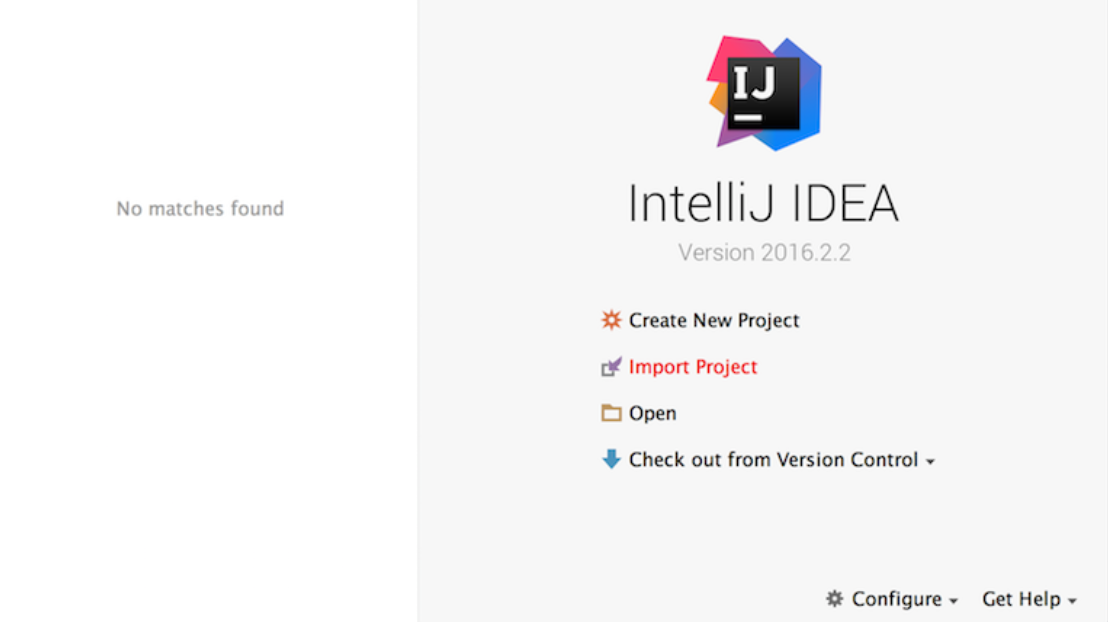 No matches found
IJ
IntelliJ IDEA
Version 2016.2.2
Create New Project
Import Project
Open
Check out from Version Control
Configure
Get Help